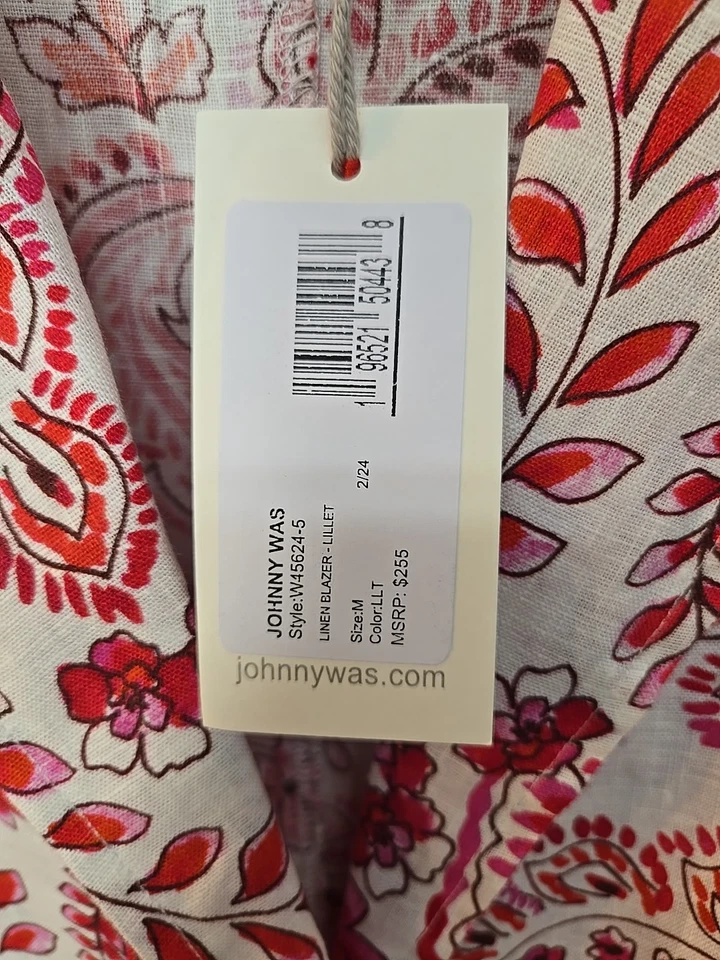 JOHNNY WAS
Style:W45624-5
LINEN BLAZER - LILLET
2/24
Size:M
Color:LLT
MSRP: $255
1 96521 50443 8
johnnywas.com